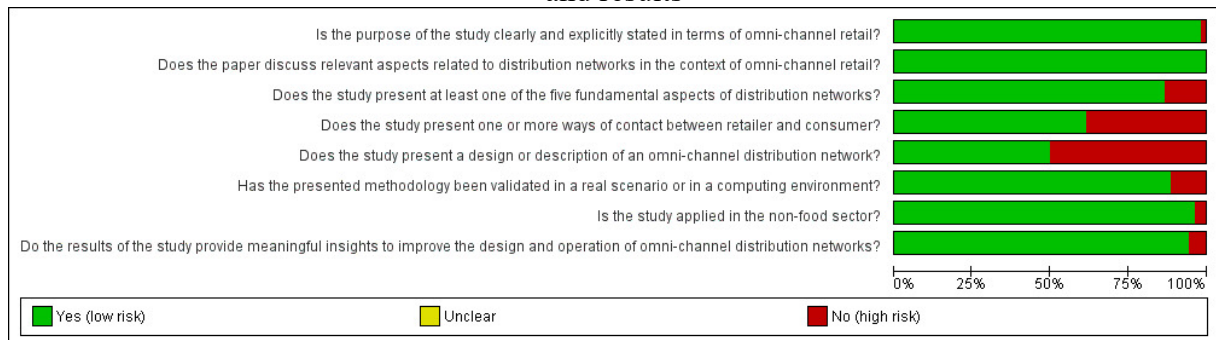 Is the purpose of the study clearly and explicitly stated in terms of omni-channel retail?
Does the paper discuss relevant aspects related to distribution networks in the context of omni-channel retail?
Does the study present at least one of the five fundamental aspects of distribution networks?
Does the study present one or more ways of contact between retailer and consumer?
Does the study present a design or description of an omni-channel distribution network?
Has the presented methodology been validated in a real scenario or in a computing environment?
Is the study applied in the non-food sector?
Do the results of the study provide meaningful insights to improve the design and operation of omni-channel distribution networks?
0% 25% 50% 75% 100%
Yes (low risk) Unclear No (high risk)